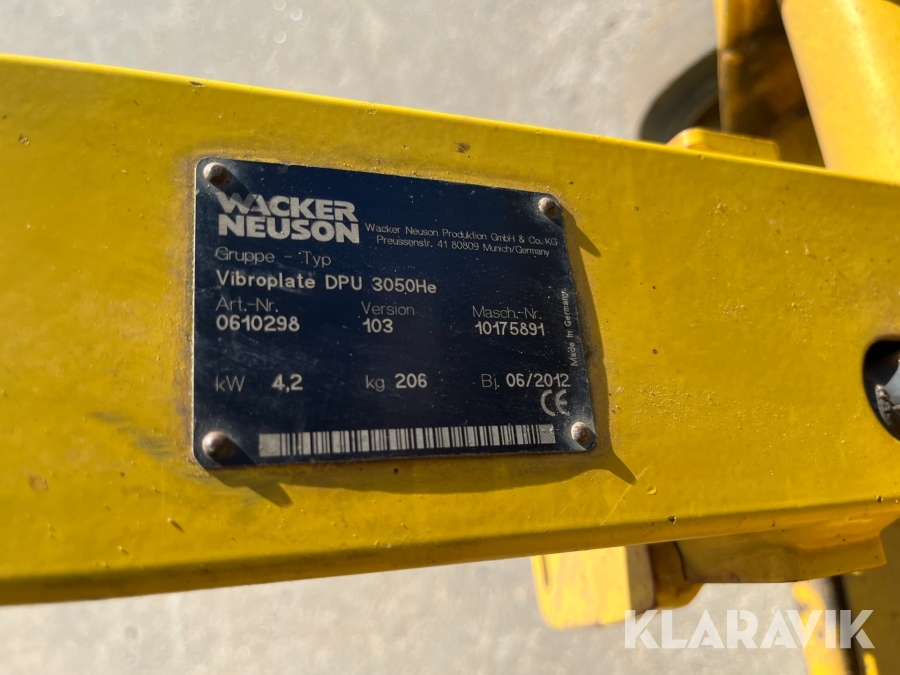 WACKER
NEUSON
Wacker Neuson Produktion GmbH & Co. KG
Preussenstr. 41 80809 Munich/Germany
Gruppe - Typ
Vibroplate DPU 3050He
Art.-Nr. Version Masch.-Nr.
0610298 103 10175891
kW 4,2 kg 206 Bj. 06/2012
Made in Germany
CE
KLARAVIK